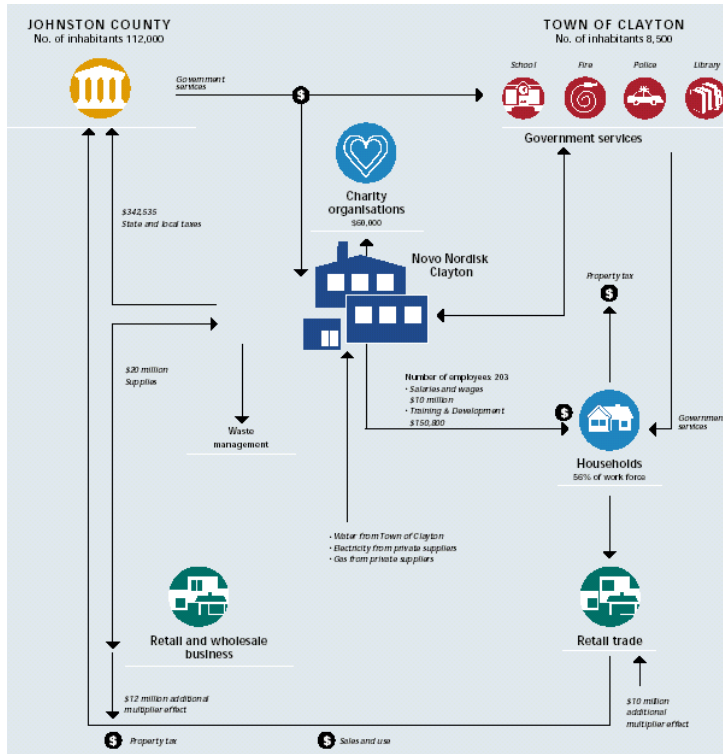 JOHNSTON COUNTY
No. of inhabitants 112,000
TOWN OF CLAYTON
No. of inhabitants 8,500
School
Fire
Police
Library
Government
services
$
Government services
Charity
organisations
$60,000
$342,535
State and local taxes
Novo Nordisk
Clayton
Property tax
$
$20 million
Supplies
Number of employees: 203
• Salaries and wages
$10 million
• Training & Development
$150,800
$
Government
services
Waste
management
Households
56% of work force
• Water from Town of Clayton
• Electricity from private suppliers
• Gas from private suppliers
Retail and wholesale
business
Retail trade
$12 million additional
multiplier effect
$10 million
additional
multiplier effect
$ Property tax
$ Sales and use